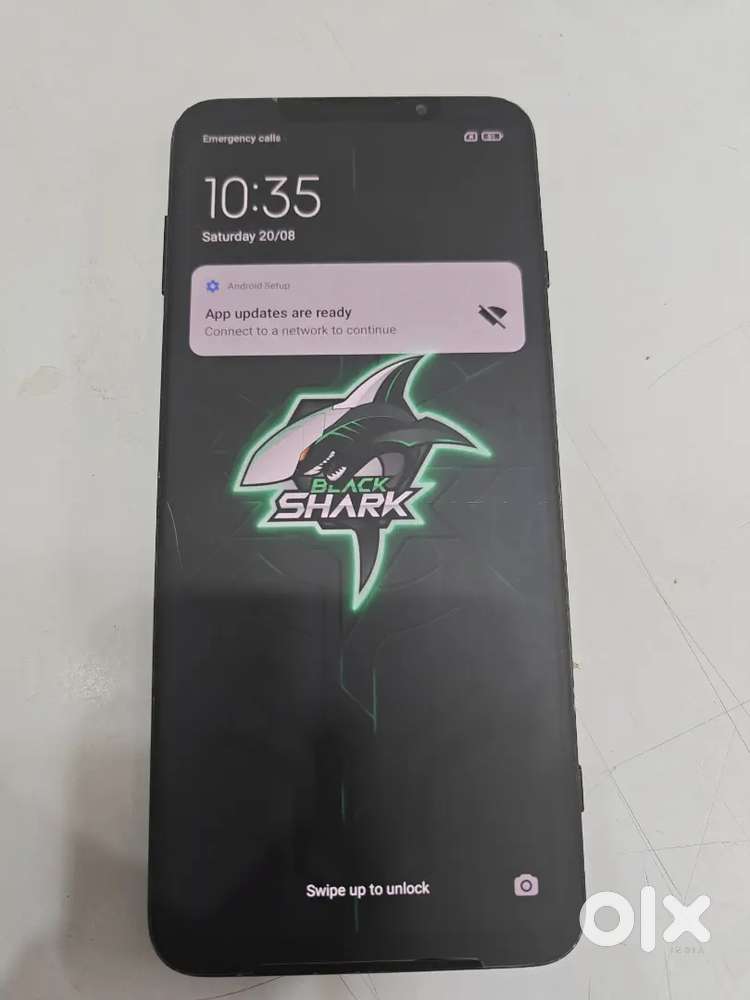 Emergency calls
10:35
Saturday 20/08
Android Setup
App updates are ready
Connect to a network to continue
BLACK
SHARK
Swipe up to unlock
olx